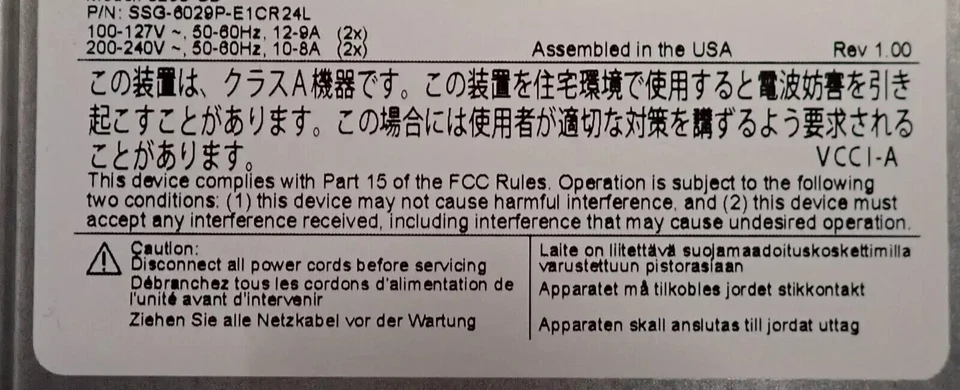 P/N: SSG-6029P-E1CR24L
100-127V ~, 50-60Hz, 12-9A (2x)
200-240V ~, 50-60Hz, 10-8A (2x) Assembled in the USA Rev 1.00
この装置は、クラスA機器です。この装置を住宅環境で使用すると電波妨害を引き
起こすことがあります。この場合には使用者が適切な対策を講ずるよう要求される
ことがあります。 VCCI-A
This device complies with Part 15 of the FCC Rules. Operation is subject to the following
two conditions: (1) this device may not cause harmful interference, and (2) this device must
accept any interference received, including interference that may cause undesired operation.
Caution:
Disconnect all power cords before servicing
Débranchez tous les cordons d'alimentation de
l'unité avant d'intervenir
Ziehen Sie alle Netzkabel vor der Wartung
Laite on liitettävä suojamaadoituskoskettimilla
varustettuun pistorasiaan
Apparatet må tilkobles jordet stikkontakt
Apparaten skall anslutas till jordat uttag